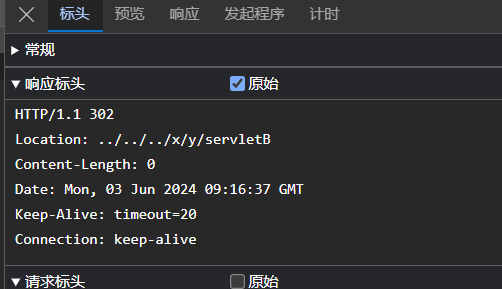 标头 预览 响应 发起程序 计时
常规
响应标头 原始
HTTP/1.1 302
Location: ../../../x/y/servletB
Content-Length: 0
Date: Mon, 03 Jun 2024 09:16:37 GMT
Keep-Alive: timeout=20
Connection: keep-alive
请求标头 原始